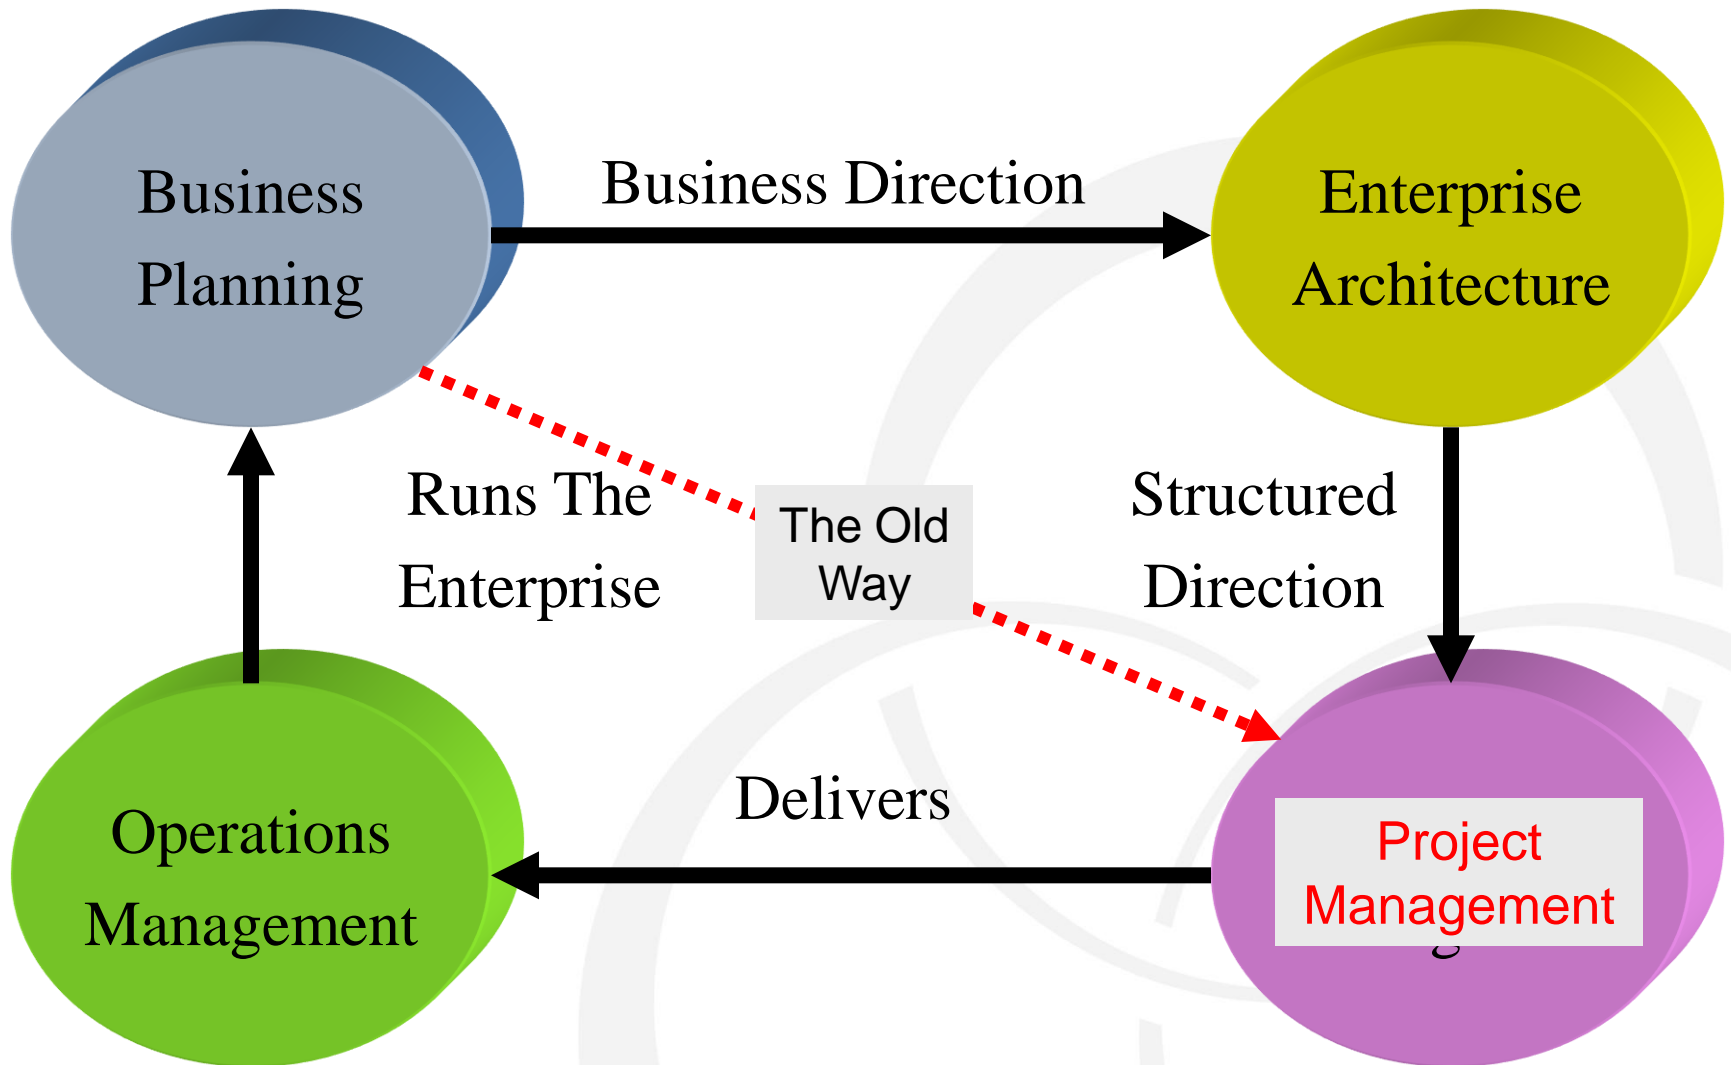 Business
Planning
Business Direction
Enterprise
Architecture
Runs The
Enterprise
The Old
Way
Structured
Direction
Operations
Management
Delivers
Project
Management